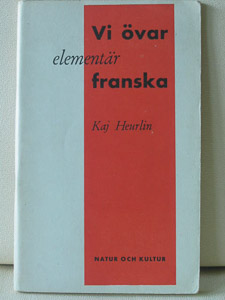 Vi övar
elementär
franska
Kaj Heurlin
NATUR OCH KULTUR